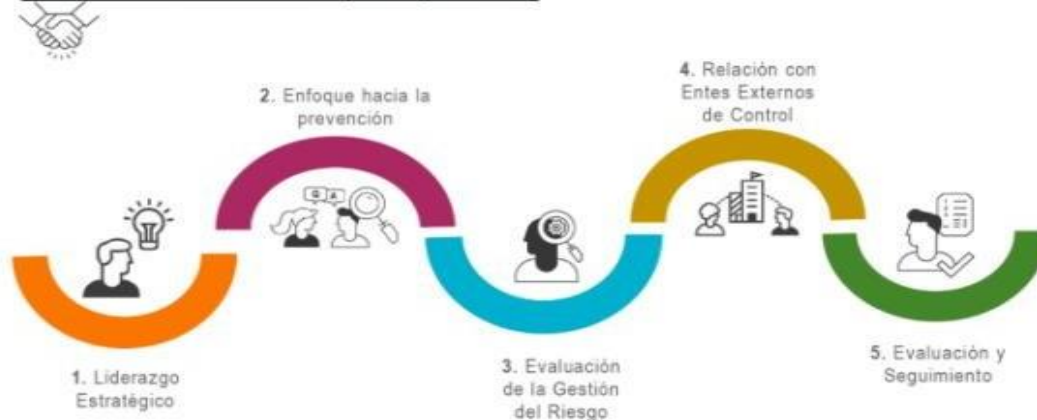 1. Liderazgo
Estratégico
2. Enfoque hacia la
prevención
Q A
3. Evaluación
de la Gestión
del Riesgo
4. Relación con
Entes Externos
de Control
5. Evaluación y
Seguimiento